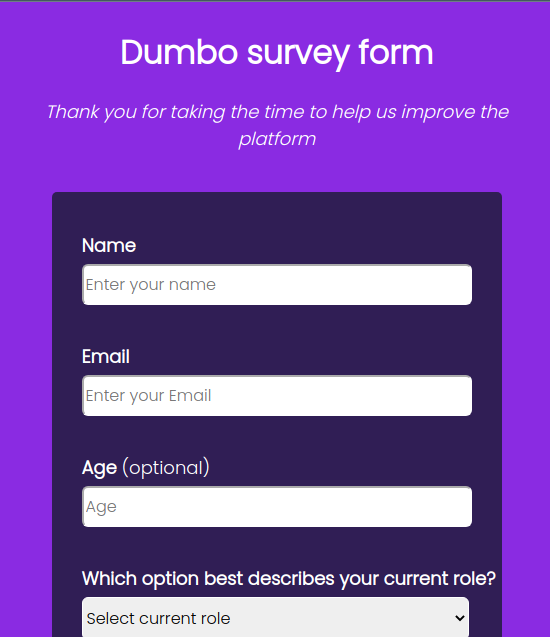 Dumbo survey form
Thank you for taking the time to help us improve the
platform
Name
Enter your name
Email
Enter your Email
Age (optional)
Age
Which option best describes your current role?
Select current role